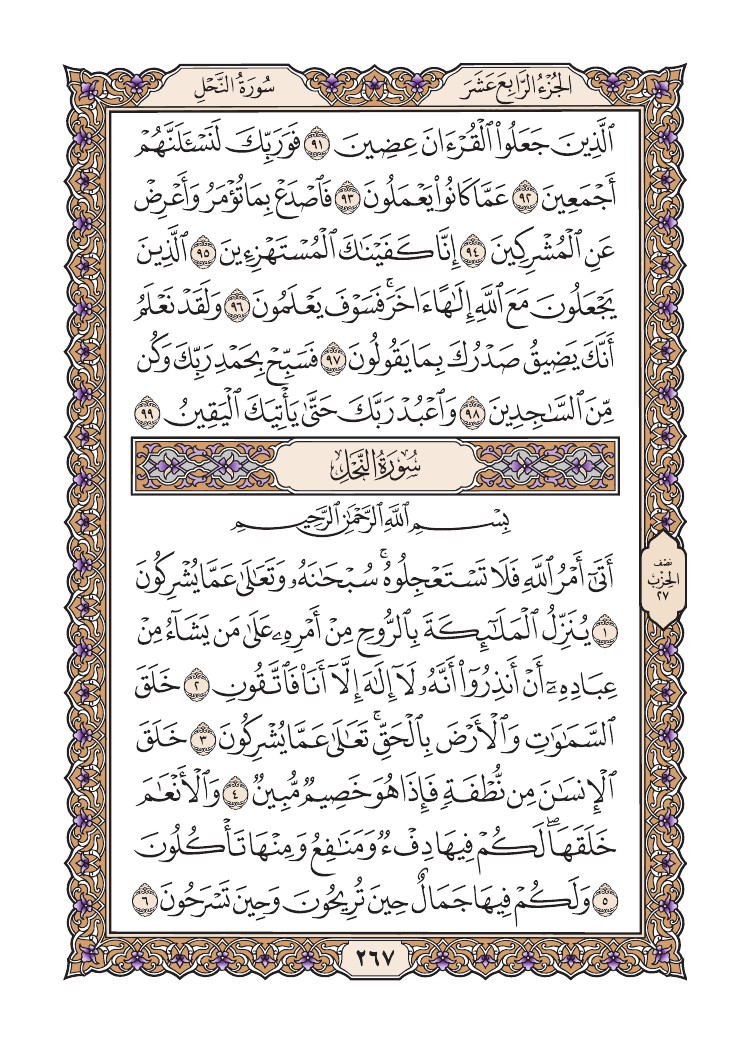 الجُزْءُ الرَّابِعَ عَشَرَ
سُورَةُ النَّحْلِ
ٱلَّذِينَ جَعَلُوا۟ ٱلْقُرْءَانَ عِضِينَ ٩١ فَوَرَبِّكَ لَنَسْـَٔلَنَّهُمْ
أَجْمَعِينَ ٩٢ عَمَّا كَانُوا۟ يَعْمَلُونَ ٩٣ فَٱصْدَعْ بِمَا تُؤْمَرُ وَأَعْرِضْ
عَنِ ٱلْمُشْرِكِينَ ٩٤ إِنَّا كَفَيْنَـٰكَ ٱلْمُسْتَهْزِءِينَ ٩٥ ٱلَّذِينَ
يَجْعَلُونَ مَعَ ٱللَّهِ إِلَـٰهًا ءَاخَرَ ۚ فَسَوْفَ يَعْلَمُونَ ٩٦ وَلَقَدْ نَعْلَمُ
أَنَّكَ يَضِيقُ صَدْرُكَ بِمَا يَقُولُونَ ٩٧ فَسَبِّحْ بِحَمْدِ رَبِّكَ وَكُن
مِّنَ ٱلسَّـٰجِدِينَ ٩٨ وَٱعْبُدْ رَبَّكَ حَتَّىٰ يَأْتِيَكَ ٱلْيَقِينُ ٩٩
سُورَةُ النَّحْلِ
بِسْمِ ٱللَّهِ ٱلرَّحْمَـٰنِ ٱلرَّحِيمِ
أَتَىٰٓ أَمْرُ ٱللَّهِ فَلَا تَسْتَعْجِلُوهُ ۚ سُبْحَـٰنَهُۥ وَتَعَـٰلَىٰ عَمَّا يُشْرِكُونَ
١ يُنَزِّلُ ٱلْمَلَـٰٓئِكَةَ بِٱلرُّوحِ مِنْ أَمْرِهِۦ عَلَىٰ مَن يَشَآءُ مِنْ
عِبَادِهِۦٓ أَنْ أَنذِرُوٓا۟ أَنَّهُۥ لَآ إِلَـٰهَ إِلَّآ أَنَا۠ فَٱتَّقُونِ ٢ خَلَقَ
ٱلسَّمَـٰوَٰتِ وَٱلْأَرْضَ بِٱلْحَقِّ ۚ تَعَـٰلَىٰ عَمَّا يُشْرِكُونَ ٣ خَلَقَ
ٱلْإِنسَـٰنَ مِن نُّطْفَةٍ فَإِذَا هُوَ خَصِيمٌ مُّبِينٌ ٤ وَٱلْأَنْعَـٰمَ
خَلَقَهَا ۗ لَكُمْ فِيهَا دِفْءٌ وَمَنَـٰفِعُ وَمِنْهَا تَأْكُلُونَ
٥ وَلَكُمْ فِيهَا جَمَالٌ حِينَ تُرِيحُونَ وَحِينَ تَسْرَحُونَ ٦
نصف
الحزب
٢٧
٢٦٧